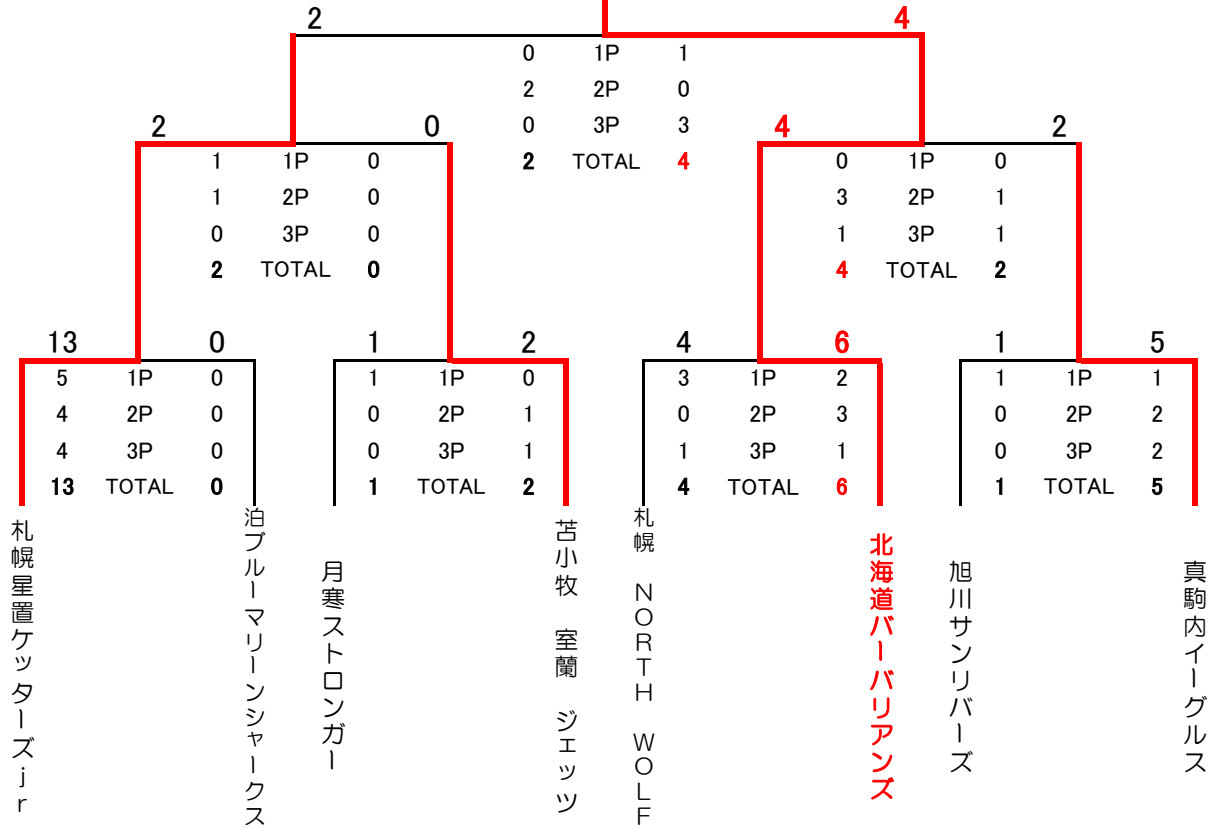 2 4
0 1P 1
2 2P 0
0 3P 3
2 TOTAL 4
2 0 4 2
1 1P 0 0 1P 0
1 2P 0 3 2P 1
0 3P 0 1 3P 1
2 TOTAL 0 4 TOTAL 2
13 0 1 2 4 6 1 5
5 1P 0 1 1P 0 3 1P 2 1 1P 1
4 2P 0 0 2P 1 0 2P 3 0 2P 2
4 3P 0 0 3P 1 1 3P 1 0 3P 2
13 TOTAL 0 1 TOTAL 2 4 TOTAL 6 1 TOTAL 5
札幌星置ケッターズjr
泊ブルーマリーンシャークス
月寒ストロンガー
苫小牧 室蘭 ジェッツ
札幌 NORTH WOLF
北海道バーバリアンズ
旭川サンリバーズ
真駒内イーグルス